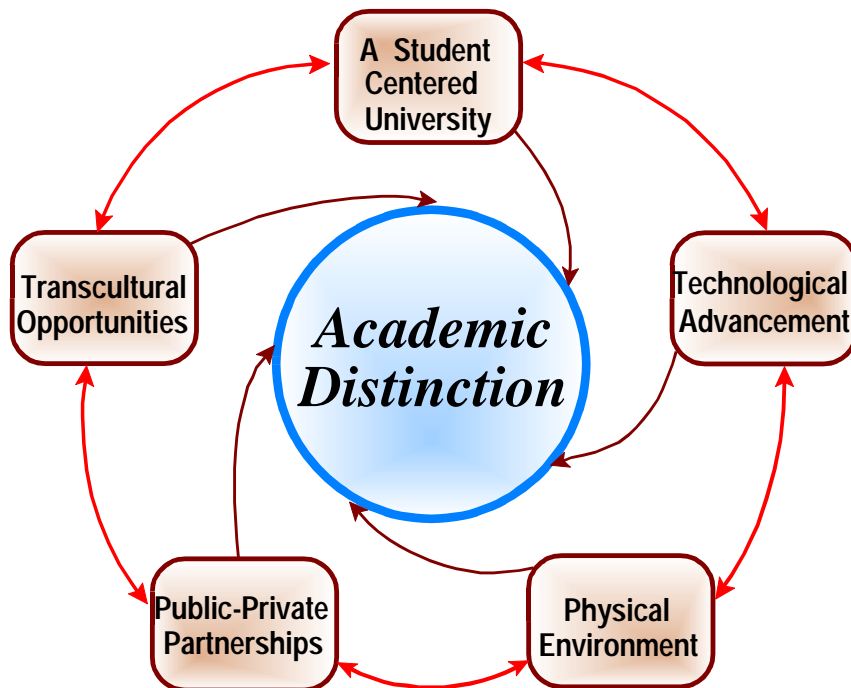 A Student
Centered
University
Transcultural
Opportunities
Technological
Advancement
Academic
Distinction
Public-Private
Partnerships
Physical
Environment